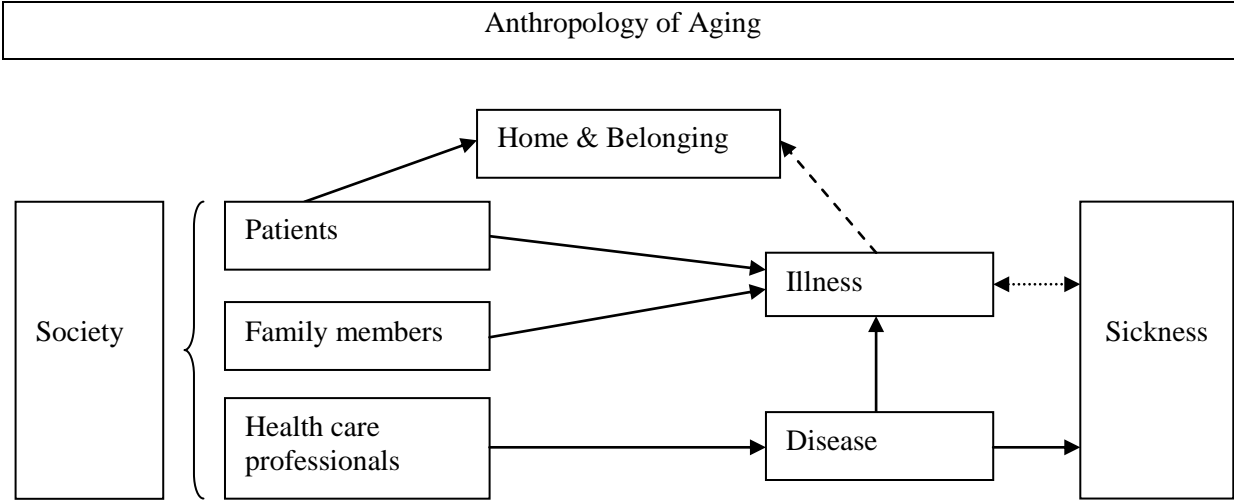 Anthropology of Aging
Home & Belonging
Society
Patients
Family members
Health care
professionals
Illness
Disease
Sickness